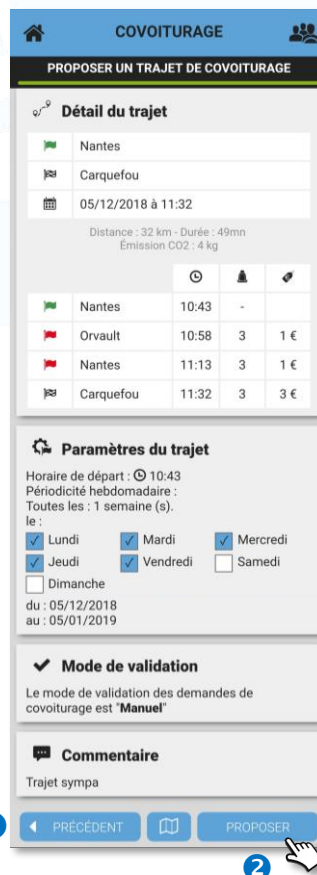 COVOITURAGE
PROPOSER UN TRAJET DE COVOITURAGE
Détail du trajet
Nantes
Carquefou
05/12/2018 à 11:32
Distance : 32 km - Durée : 49mn
Émission CO2 : 4 kg
Nantes 10:43 -
Orvault 10:58 3 1 €
Nantes 11:13 3 1 €
Carquefou 11:32 3 3 €
Paramètres du trajet
Horaire de départ : 10:43
Périodicité hebdomadaire :
Toutes les : 1 semaine (s).
le :
Lundi Mardi Mercredi
Jeudi Vendredi Samedi
Dimanche
du : 05/12/2018
au : 05/01/2019
Mode de validation
Le mode de validation des demandes de
covoiturage est "Manuel"
Commentaire
Trajet sympa
PRÉCÉDENT PROPOSER
2